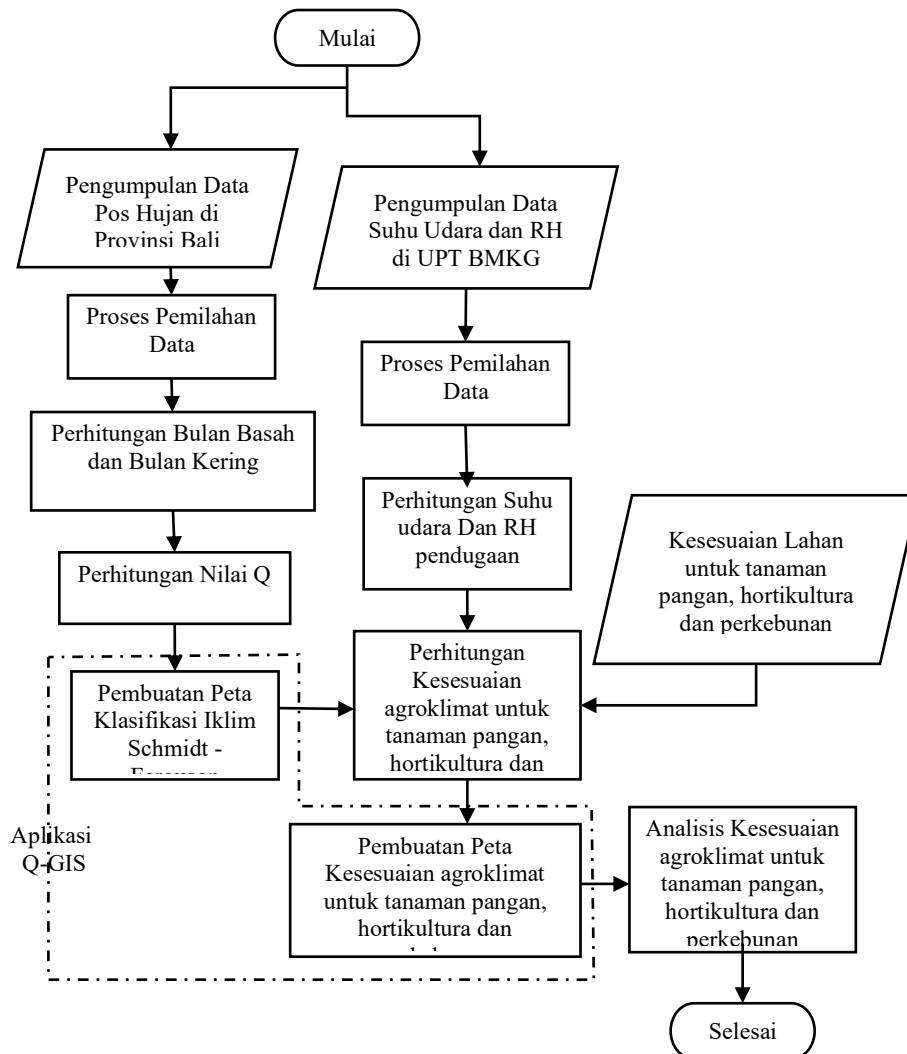 Mulai
Pengumpulan Data
Pos Hujan di
Provinsi Bali
Pengumpulan Data
Suhu Udara dan RH
di UPT BMKG
Proses Pemilahan
Data
Proses Pemilahan
Data
Perhitungan Bulan Basah
dan Bulan Kering
Perhitungan Suhu
udara Dan RH
pendugaan
Perhitungan Nilai Q
Kesesuaian Lahan
untuk tanaman
pangan, hortikultura
dan perkebunan
Pembuatan Peta
Klasifikasi Iklim
Schmidt -
Perhitungan
Kesesuaian
agroklimat untuk
tanaman pangan,
hortikultura dan
Aplikasi
Q-GIS
Pembuatan Peta
Kesesuaian agroklimat
untuk tanaman pangan,
hortikultura dan
Analisis Kesesuaian
agroklimat untuk
tanaman pangan,
hortikultura dan
perkebunan
Selesai